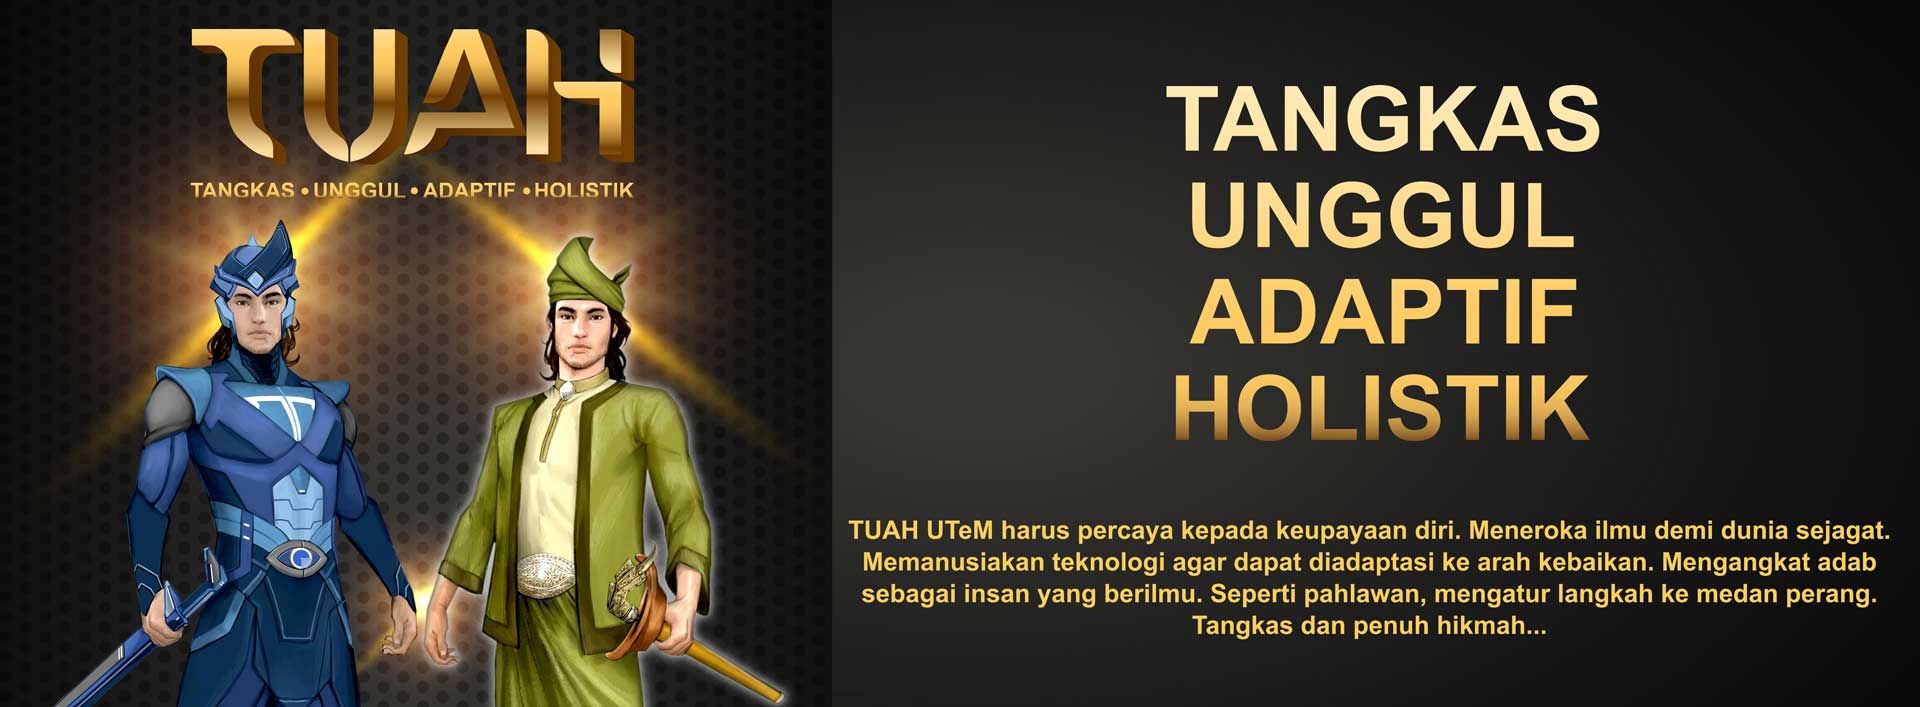 TUAH
TANGKAS • UNGGUL • ADAPTIF • HOLISTIK
TANGKAS
UNGGUL
ADAPTIF
HOLISTIK
TUAH UTeM harus percaya kepada keupayaan diri. Meneroka ilmu demi dunia sejagat.
Memanusiakan teknologi agar dapat diadaptasi ke arah kebaikan. Mengangkat adab
sebagai insan yang berilmu. Seperti pahlawan, mengatur langkah ke medan perang.
Tangkas dan penuh hikmah...